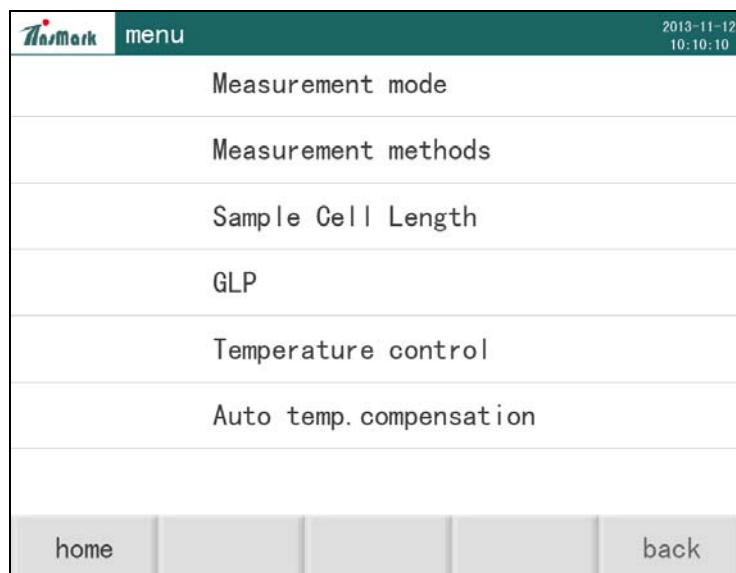 InsMark menu 2013-11-12
10:10:10
Measurement mode
Measurement methods
Sample Cell Length
GLP
Temperature control
Auto temp.compensation
home back